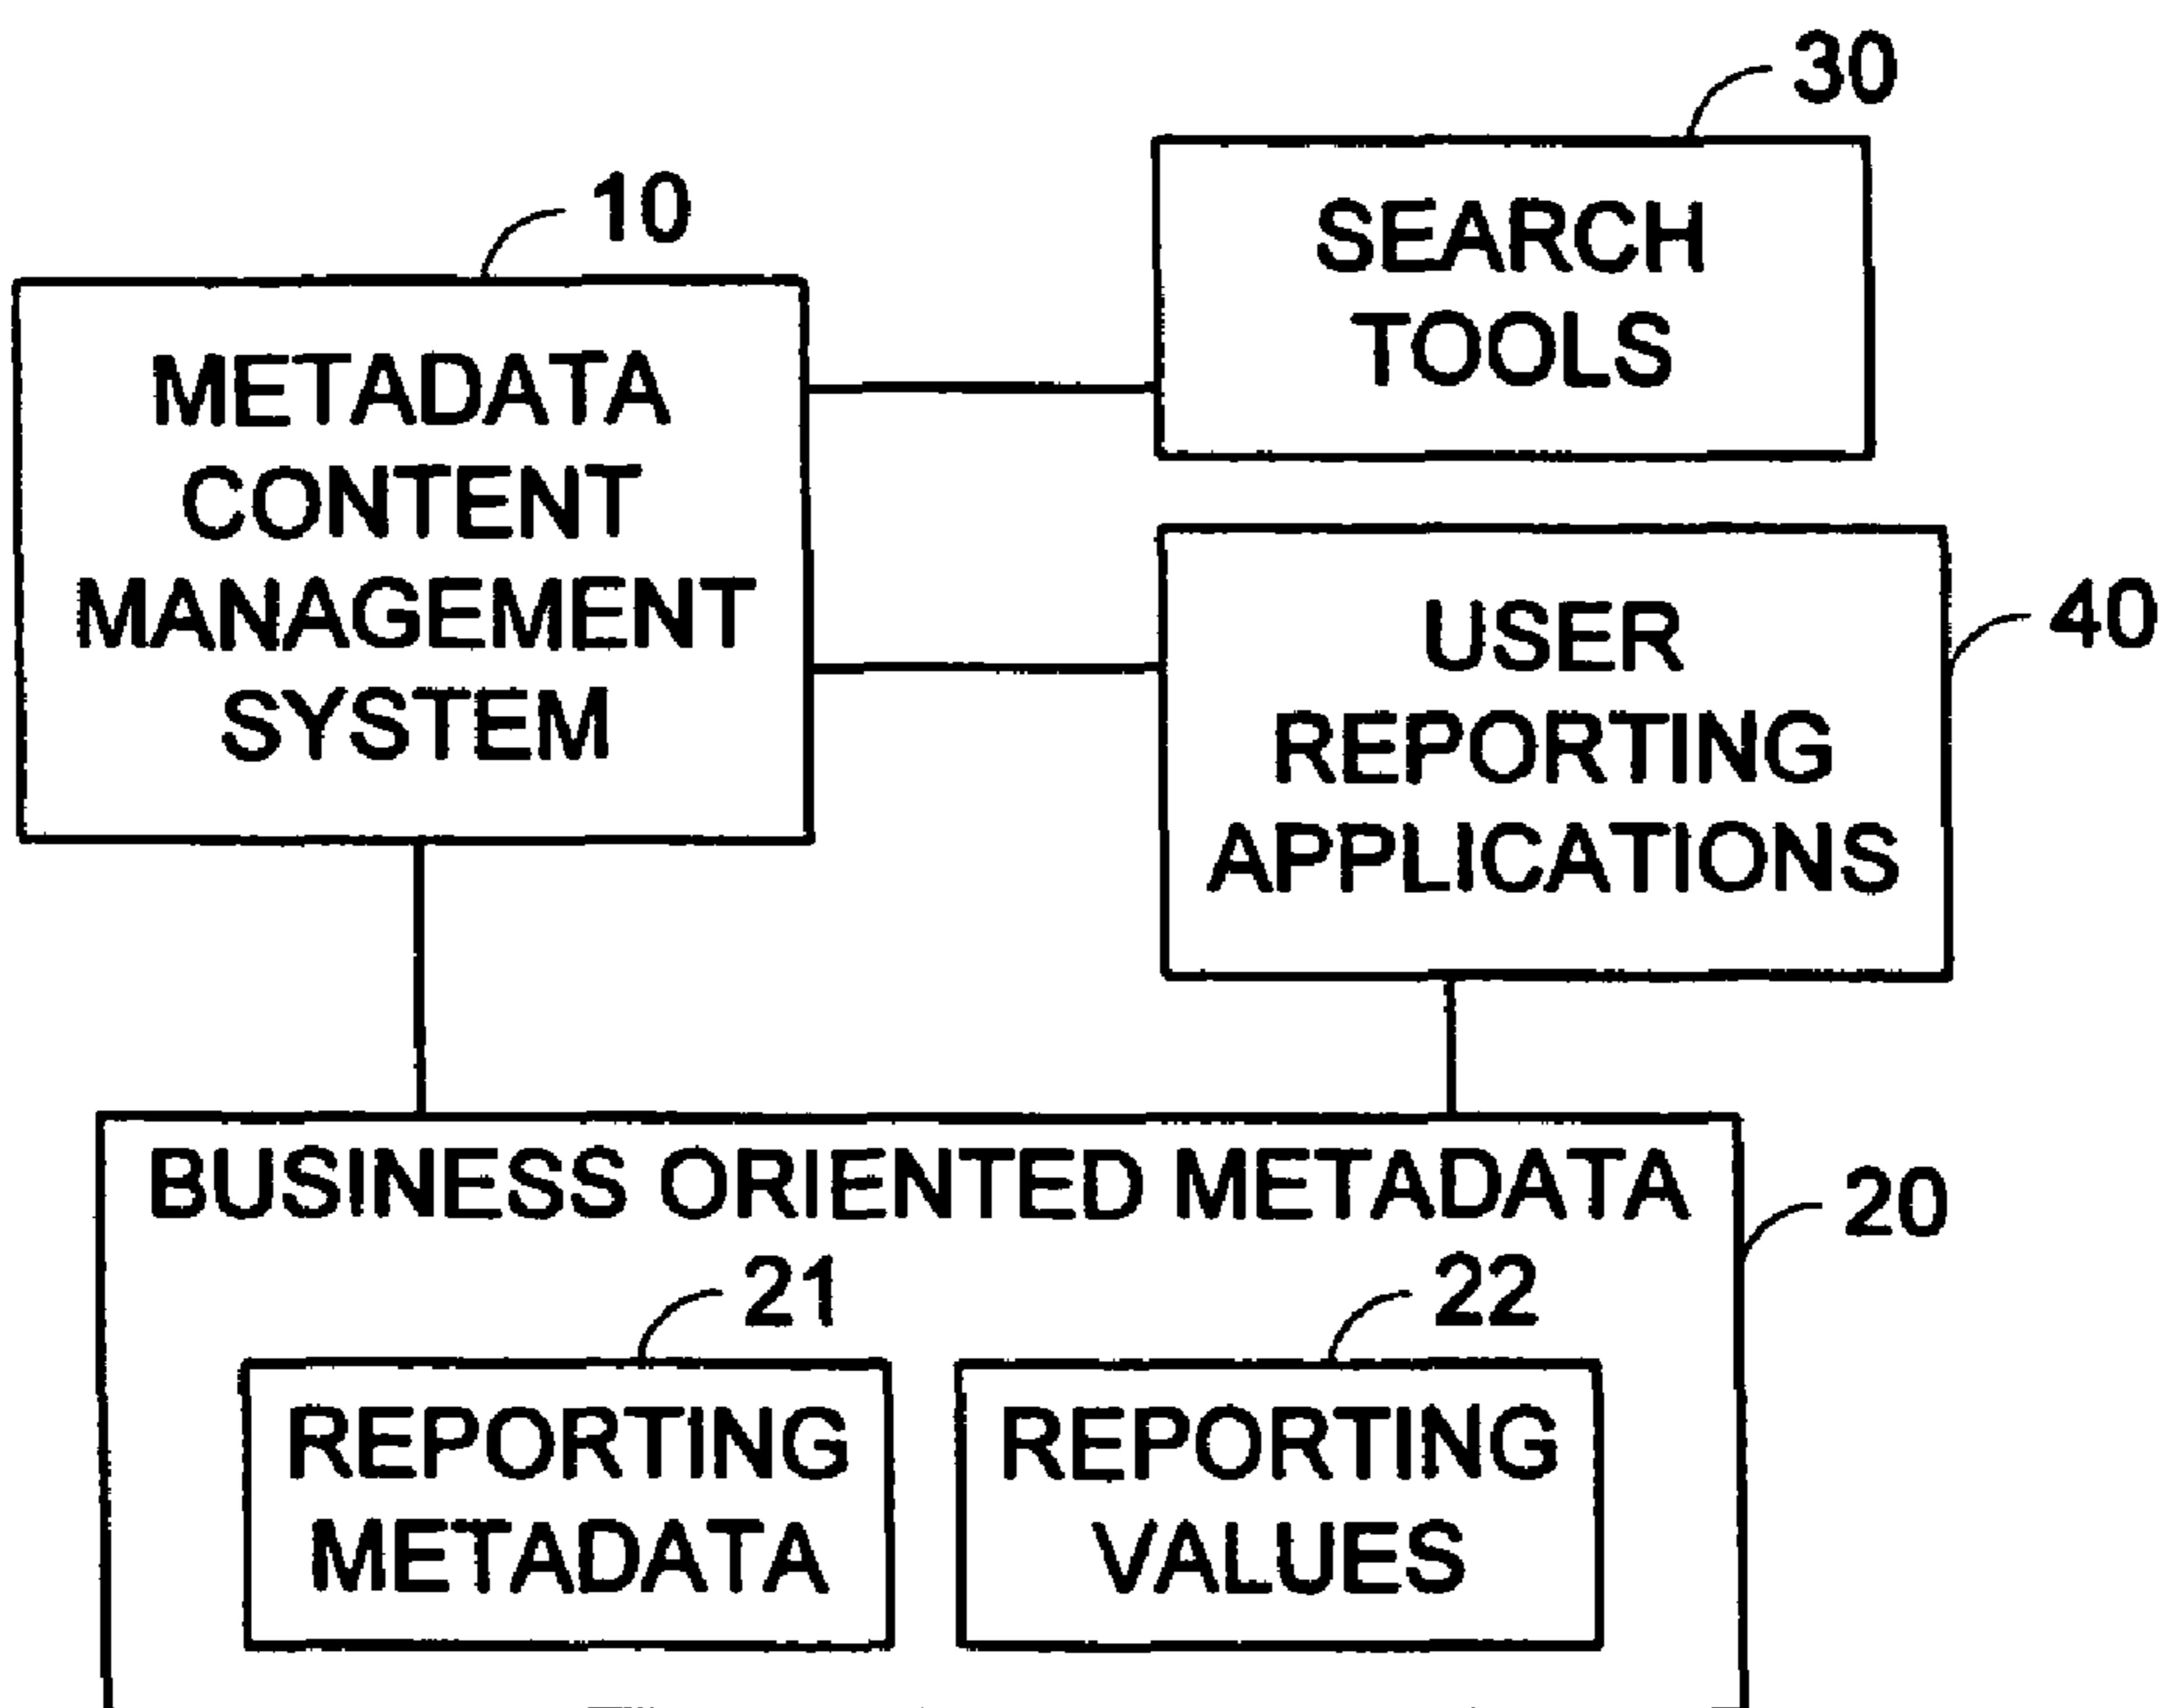 30
SEARCH
TOOLS
10
METADATA
CONTENT
MANAGEMENT
SYSTEM
40
USER
REPORTING
APPLICATIONS
20
BUSINESS ORIENTED METADATA
21
REPORTING
METADATA
22
REPORTING
VALUES